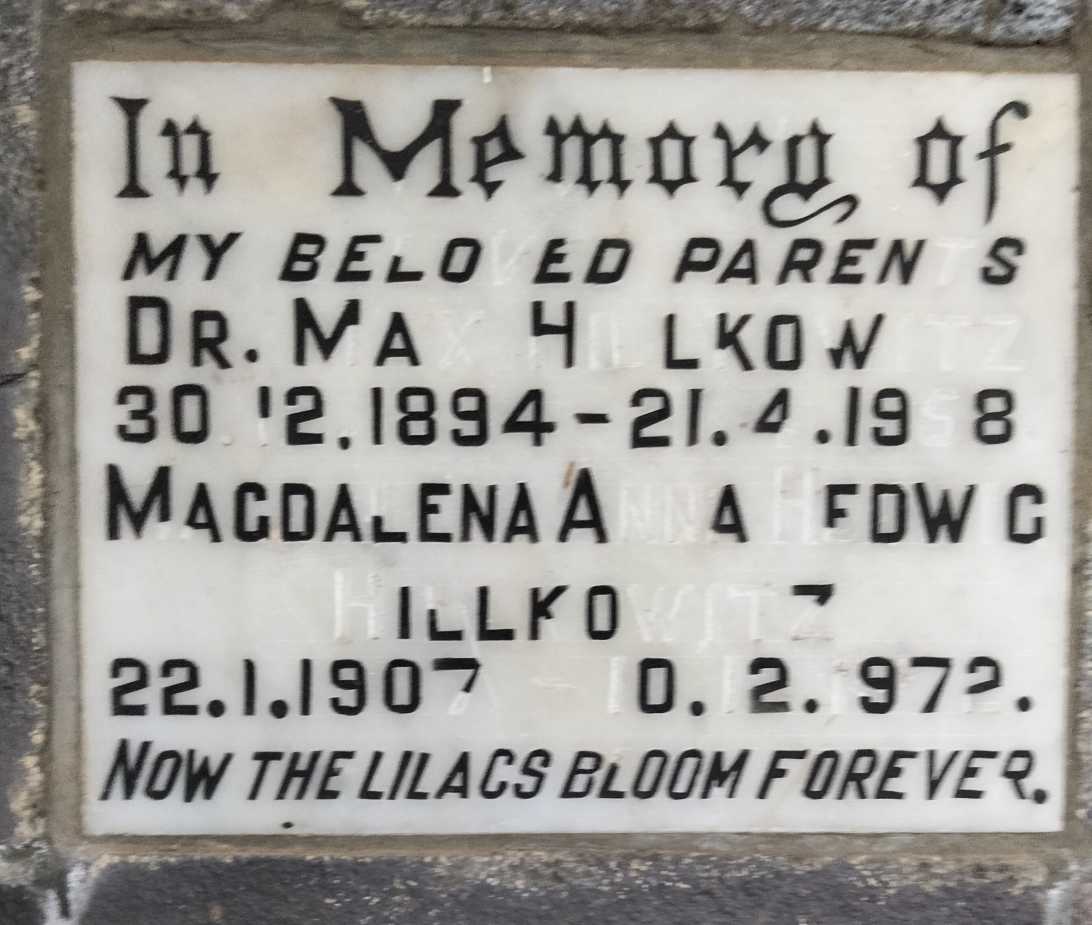 In Memory of
MY BELOVED PARENTS
DR. MAX HILLKOWITZ
30.12.1894-21.4.1958
MAGDALENA ANNA HEDWIG
HILLKOWITZ
22.1.1907 - 10.12.1972.
NOW THE LILACS BLOOM FOREVER.